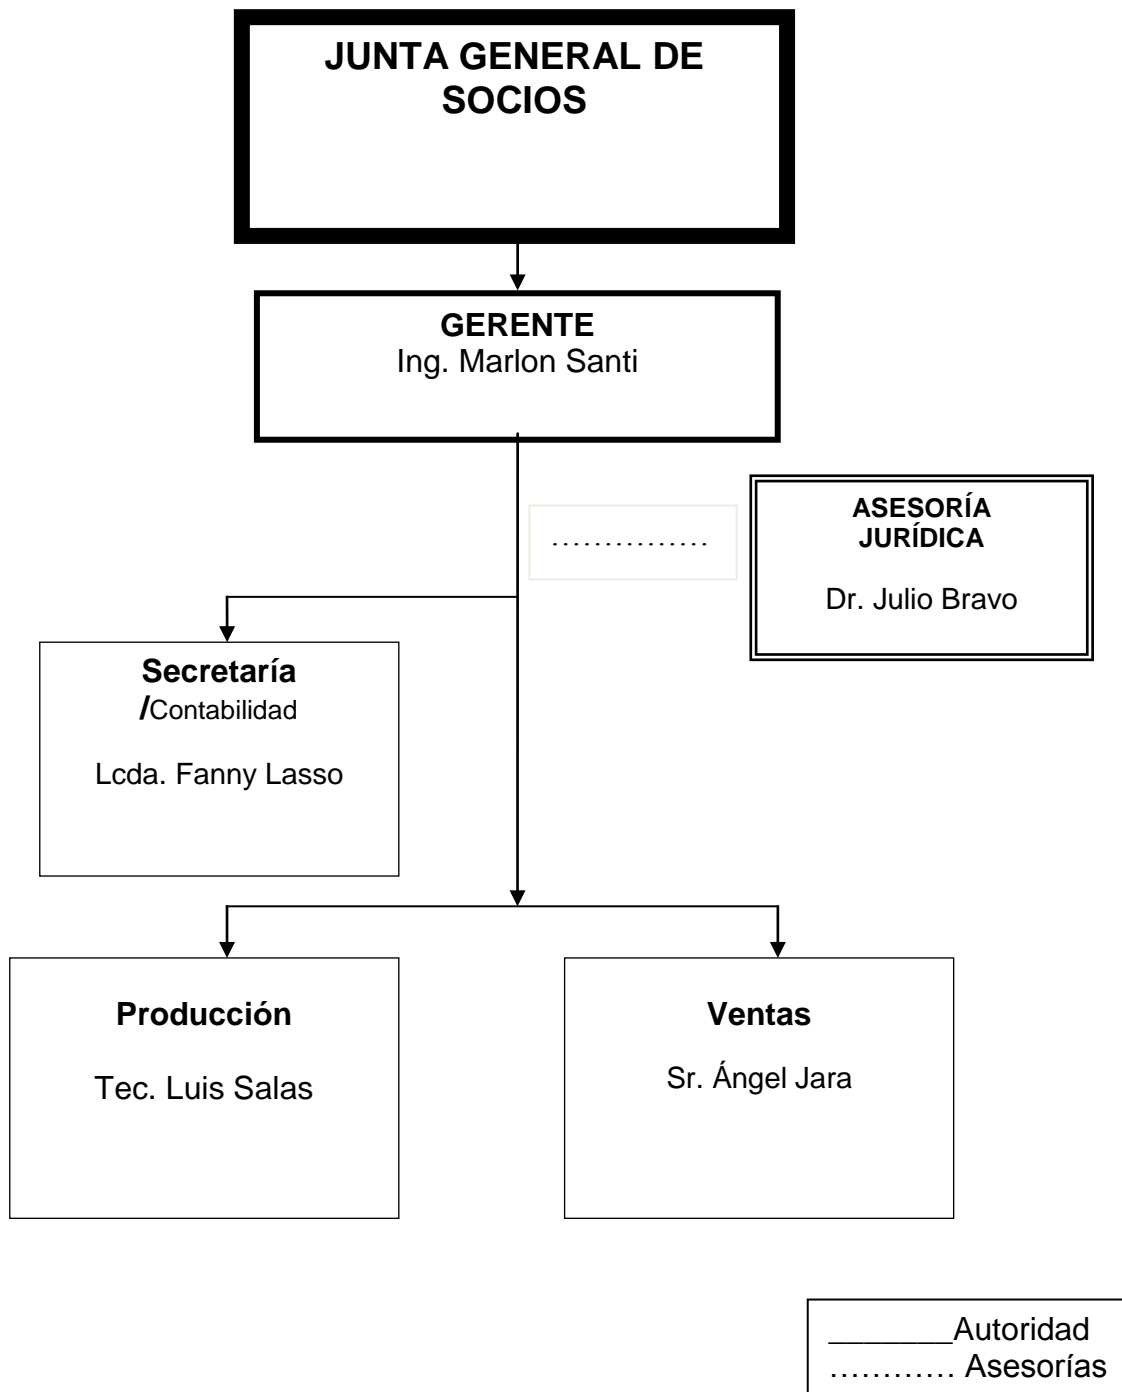 JUNTA GENERAL DE
SOCIOS
GERENTE
Ing. Marlon Santi
...............
ASESORÍA
JURÍDICA
Dr. Julio Bravo
Secretaría
/Contabilidad
Lcda. Fanny Lasso
Producción
Tec. Luis Salas
Ventas
Sr. Ángel Jara
_______Autoridad
............ Asesorías